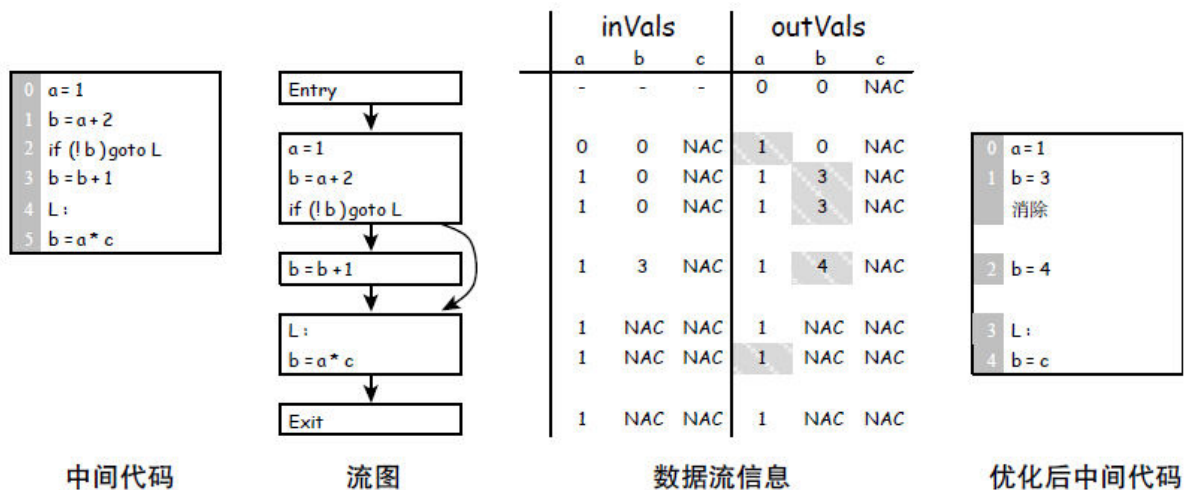 inVals outVals
a b c a b c
- - - 0 0 NAC
0 0 NAC 1 0 NAC
1 0 NAC 1 3 NAC
1 0 NAC 1 3 NAC
1 3 NAC 1 4 NAC
1 NAC NAC 1 NAC NAC
1 NAC NAC 1 NAC NAC
1 NAC NAC 1 NAC NAC
0 a = 1
1 b = a + 2
2 if (! b ) goto L
3 b = b + 1
4 L :
5 b = a * c
Entry
a = 1
b = a + 2
if (! b ) goto L
b = b + 1
L :
b = a * c
Exit
0 a = 1
1 b = 3
消除
2 b = 4
3 L :
4 b = c
中间代码
流图
数据流信息
优化后中间代码